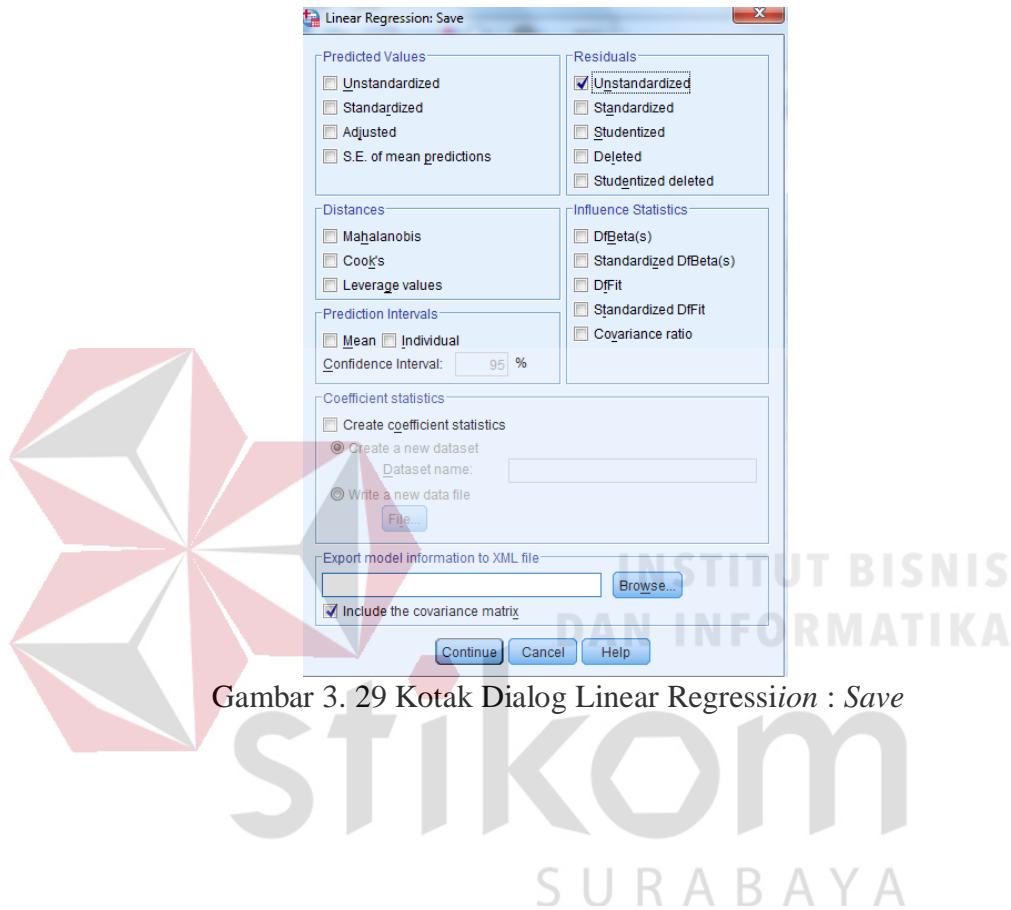 Linear Regression: Save
X
Predicted Values
Unstandardized
Standardized
Adjusted
S.E. of mean predictions
Residuals
Unstandardized
Standardized
Studentized
Deleted
Studentized deleted
Distances
Mahalanobis
Cook's
Leverage values
Influence Statistics
DfBeta(s)
Standardized DfBeta(s)
DfFit
Standardized DfFit
Covariance ratio
Prediction Intervals
Mean Individual
Confidence Interval: 95 %
Coefficient statistics
Create coefficient statistics
Create a new dataset
Dataset name:
Write a new data file
File...
Export model information to XML file
Browse...
Include the covariance matrix
Continue Cancel Help
INSTITUT BISNIS
DAN INFORMATIKA
Gambar 3. 29 Kotak Dialog Linear Regressiion : Save
stikom
SURABAYA